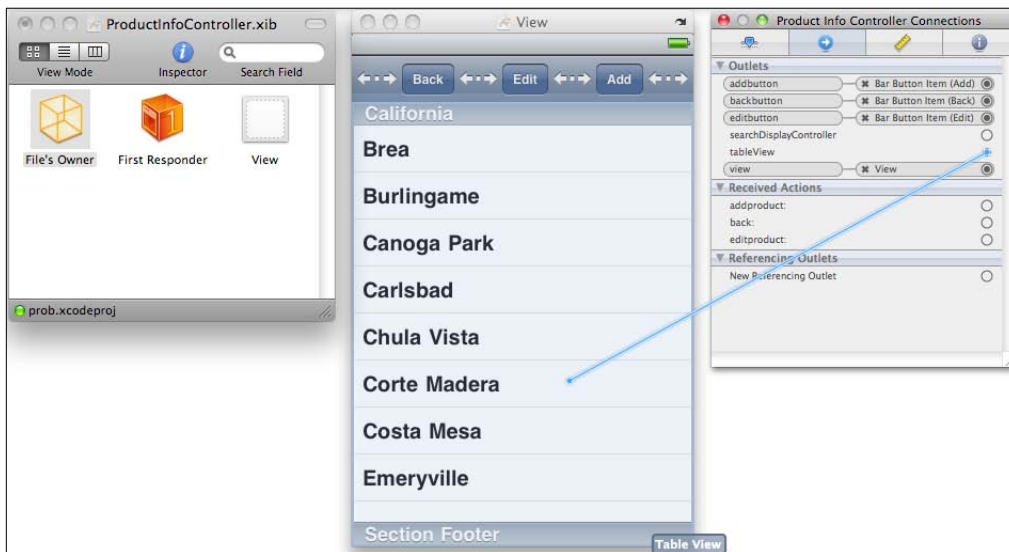 ProductInfoController.xib
View Mode
Inspector
Search Field
File's Owner
First Responder
View
prob.xcodeproj
View
Back
Edit
Add
California
Brea
Burlingame
Canoga Park
Carlsbad
Chula Vista
Corte Madera
Costa Mesa
Emeryville
Section Footer
Table View
Product Info Controller Connections
Outlets
addbutton
Bar Button Item (Add)
backbutton
Bar Button Item (Back)
editbutton
Bar Button Item (Edit)
searchDisplayController
tableView
view
View
Received Actions
addproduct:
back:
editproduct:
Referencing Outlets
New Referencing Outlet